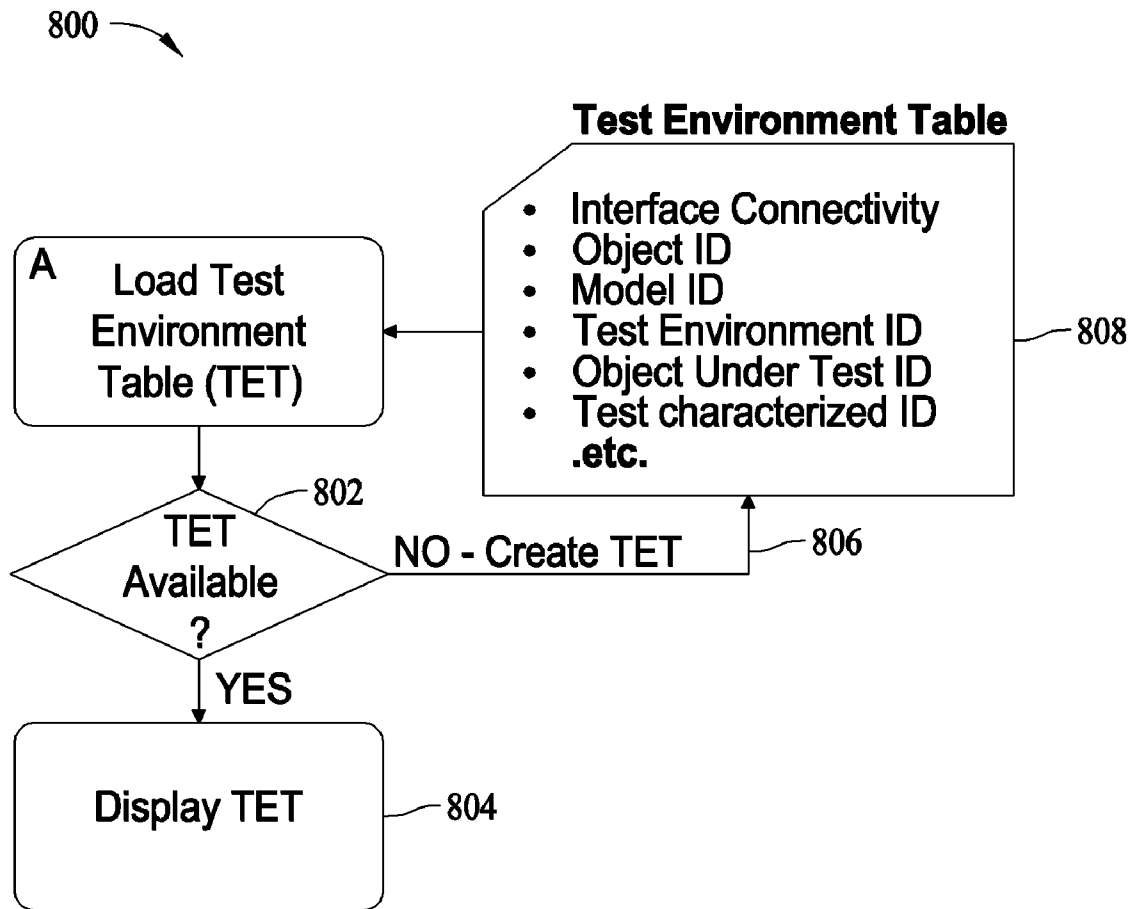 800
Test Environment Table
• Interface Connectivity
• Object ID
• Model ID
• Test Environment ID
• Object Under Test ID
• Test characterized ID
.etc.
808
A
Load Test
Environment
Table (TET)
802
TET
Available
?
NO - Create TET
806
YES
Display TET
804